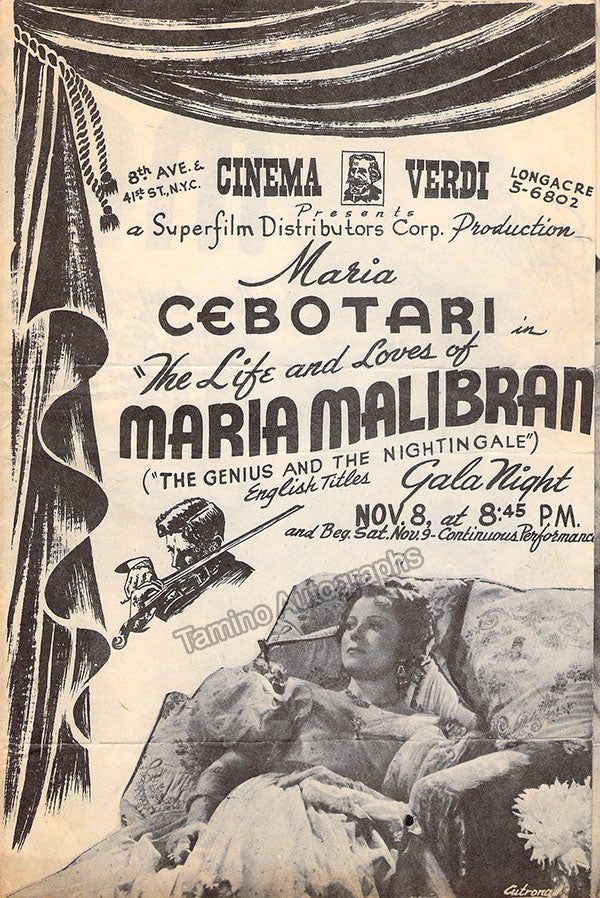 8th AVE. &
41st ST., N.Y.C.
CINEMA VERDI
LONGACRE
5-6802
Presents
a Superfilm Distributors Corp. Production
Maria
CEBOTARI in
"The Life and Loves of
MARIA MALIBRAN
("THE GENIUS AND THE NIGHTINGALE")
English Titles
Gala Night
NOV. 8, at 8:45 P.M.
and Beg. Sat. Nov. 9 - Continuous Performanc
Tamino Autographs
Cutrona